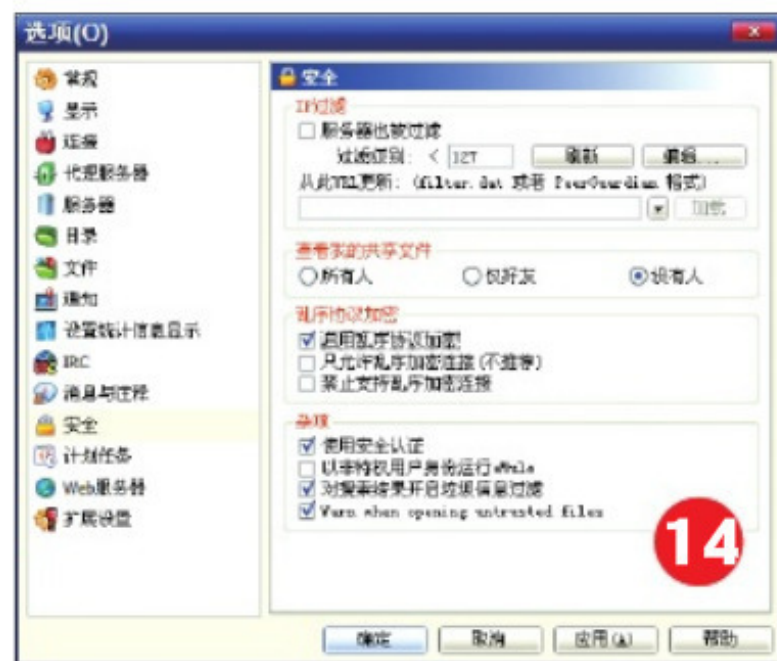 选项(O)
常规
显示
连接
代理服务器
服务器
目录
文件
通知
设置统计信息显示
IRC
消息与注释
安全
计划任务
Web服务器
扩展设置
安全
IP过滤
服务器也被过滤
过滤级别: < 127
刷新
编辑...
从此URL更新: (filter.dat 或者 PeerGuardian 格式)
加载
查看我的共享文件
所有人
仅好友
没有人
乱序协议加密
启用乱序协议加密
只允许乱序加密连接(不推荐)
禁止支持乱序加密连接
杂项
使用安全认证
以非特权用户身份运行eMule
对搜索结果开启垃圾信息过滤
Warn when opening untrusted files
14
确定
取消
应用(A)
帮助